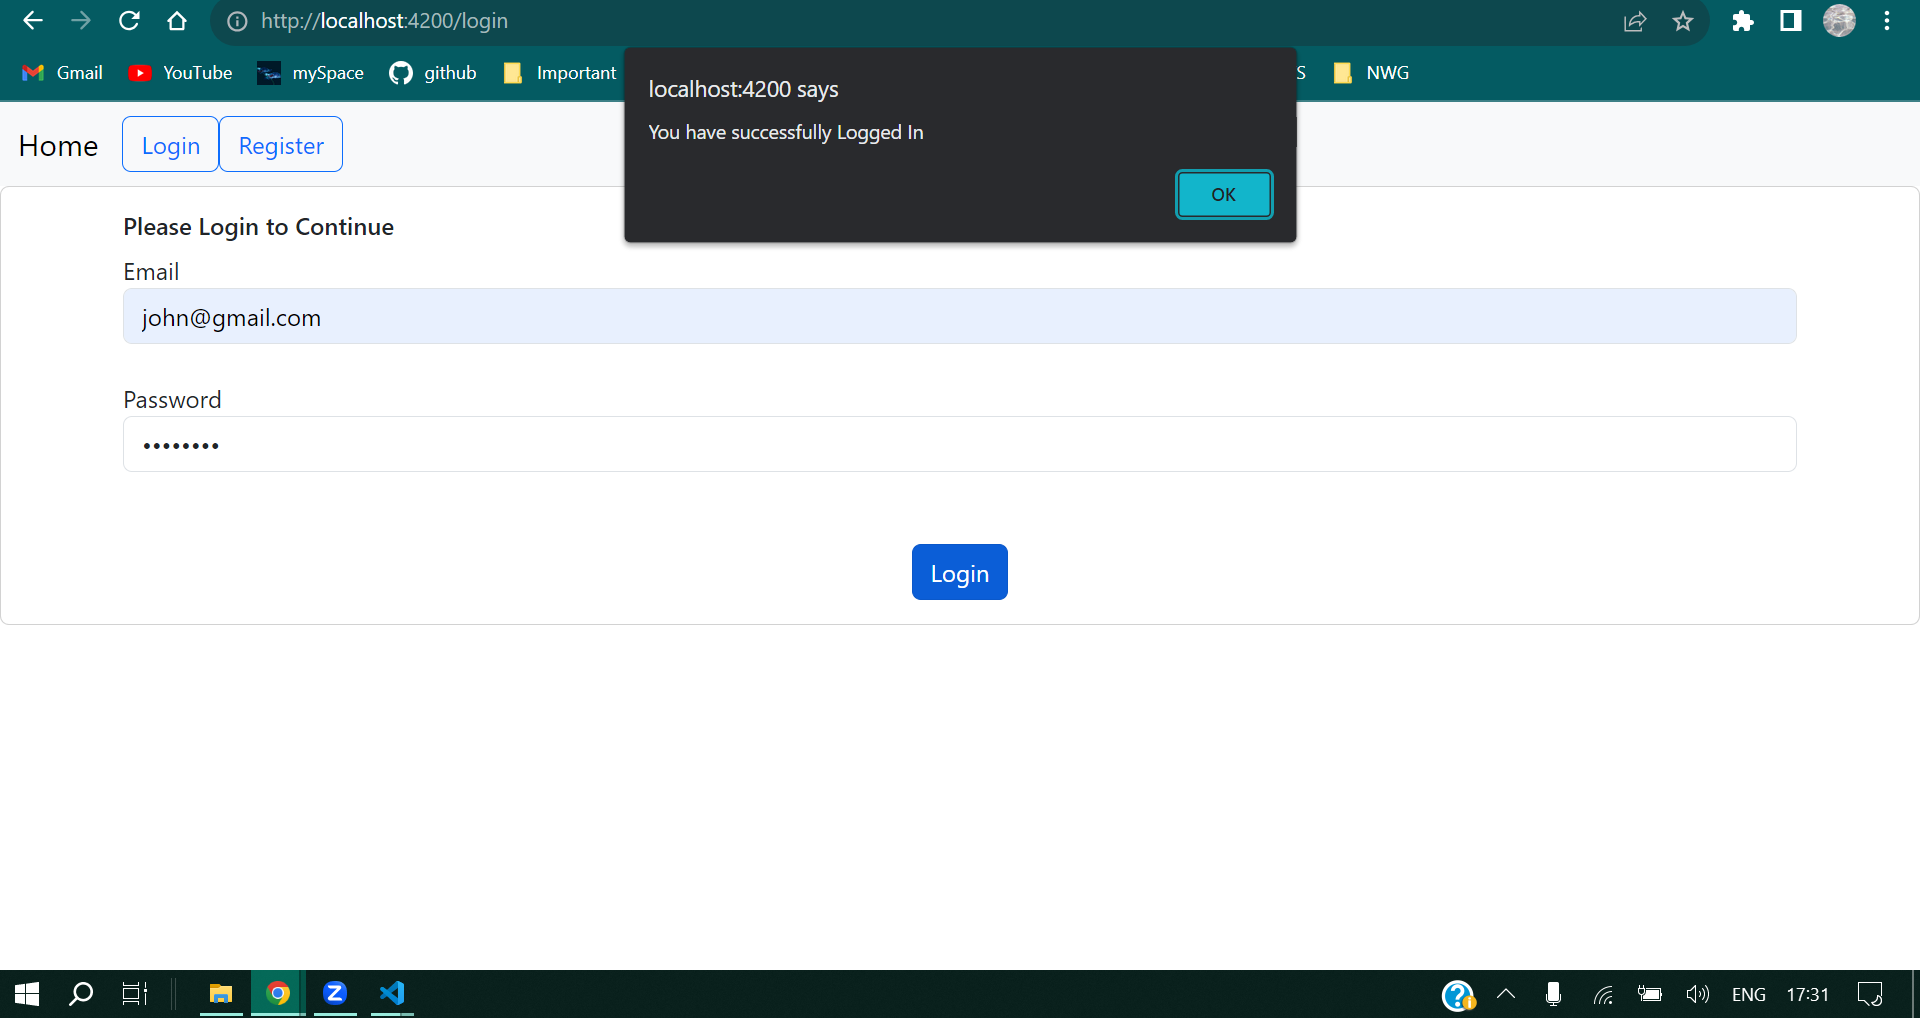 http://localhost:4200/login
Gmail YouTube mySpace github Important S NWG
localhost:4200 says
You have successfully Logged In
OK
Home Login Register
Please Login to Continue
Email
john@gmail.com
Password
••••••••
Login
ENG 17:31